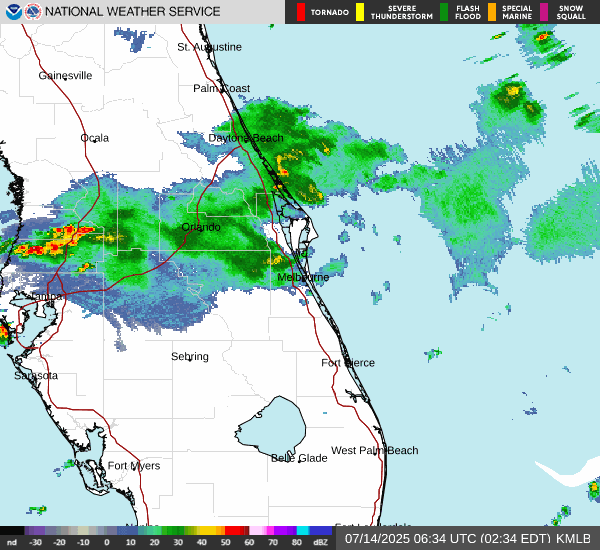 NATIONAL WEATHER SERVICE
TORNADO
SEVERE
THUNDERSTORM
FLASH
FLOOD
SPECIAL
MARINE
SNOW
SQUALL
St. Augustine
Gainesville
Palm Coast
Ocala
Daytona Beach
Orlando
Melbourne
Tampa
Sebring
Fort Pierce
Sarasota
West Palm Beach
Belle Glade
Fort Myers
nd -30 -20 -10 0 10 20 30 40 50 60 70 80 dBZ
07/14/2025 06:34 UTC (02:34 EDT) KMLB